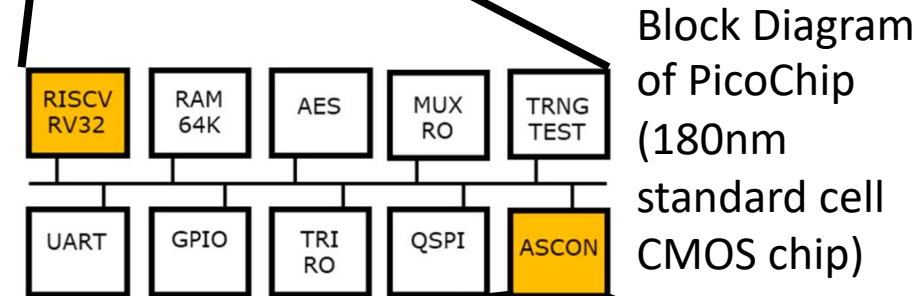 RISCV
RV32
RAM
64K
AES
MUX
RO
TRNG
TEST
UART
GPIO
TRI
RO
QSPI
ASCON
Block Diagram
of PicoChip
(180nm
standard cell
CMOS chip)